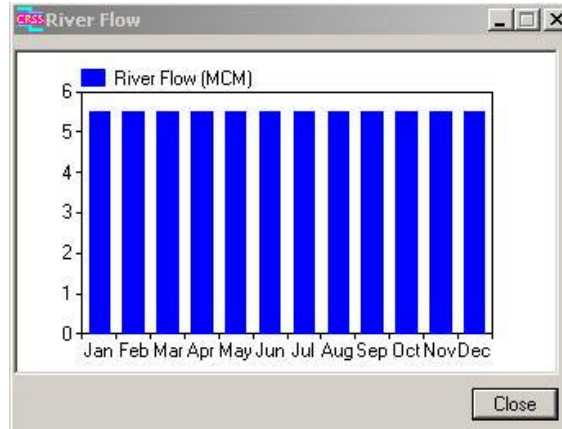 CRSS River Flow
River Flow (MCM)
6
5
4
3
2
1
0
Jan Feb Mar Apr May Jun Jul Aug Sep Oct Nov Dec
Close